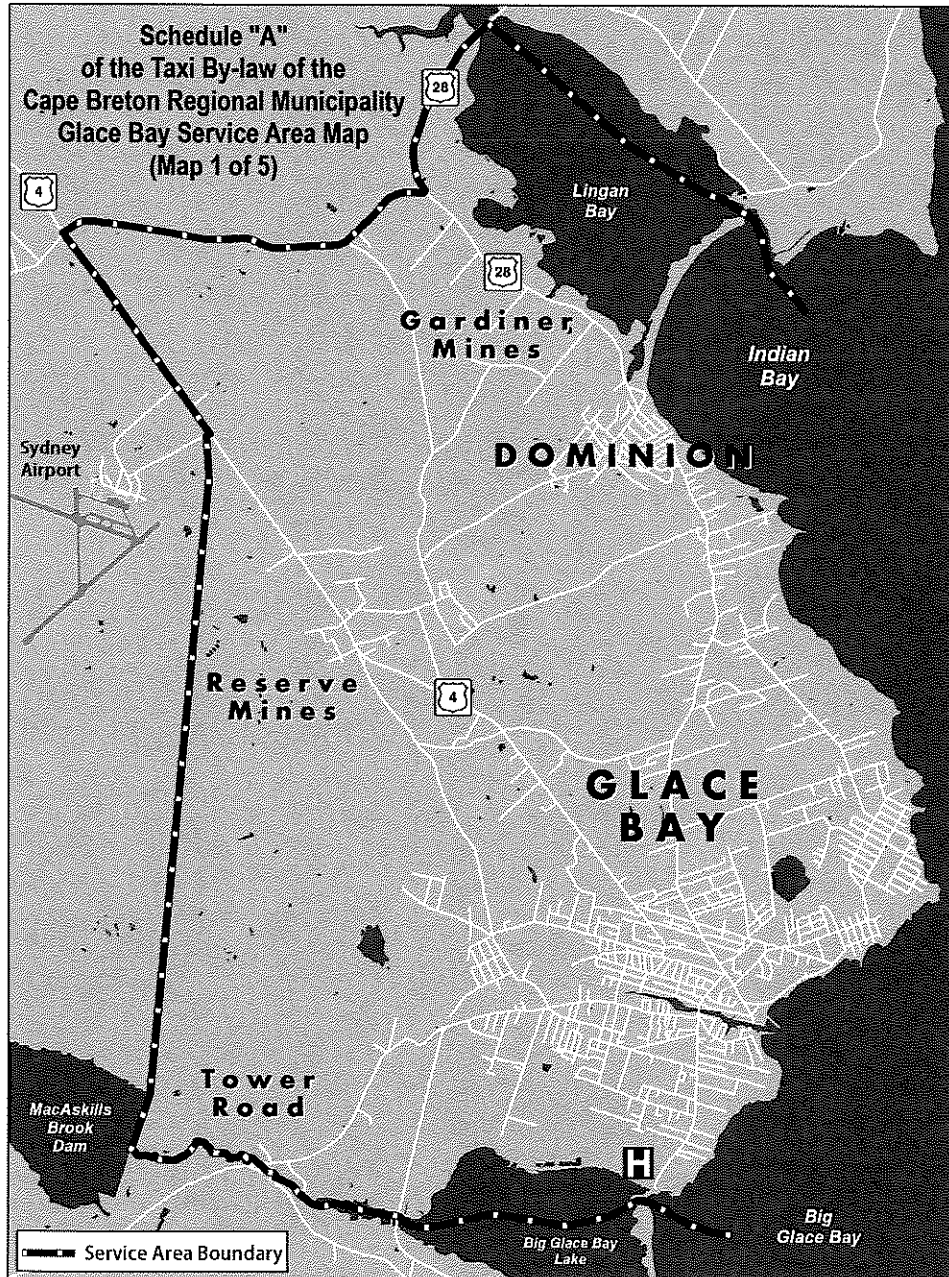 Schedule "A"
of the Taxi By-law of the
Cape Breton Regional Municipality
Glace Bay Service Area Map
(Map 1 of 5)
28
4
Lingan
Bay
28
Gardiner
Mines
Indian
Bay
Sydney
Airport
DOMINION
Reserve
Mines
4
GLACE
BAY
Tower
Road
MacAskills
Brook
Dam
H
Big
Glace Bay
Big Glace Bay
Lake
Service Area Boundary